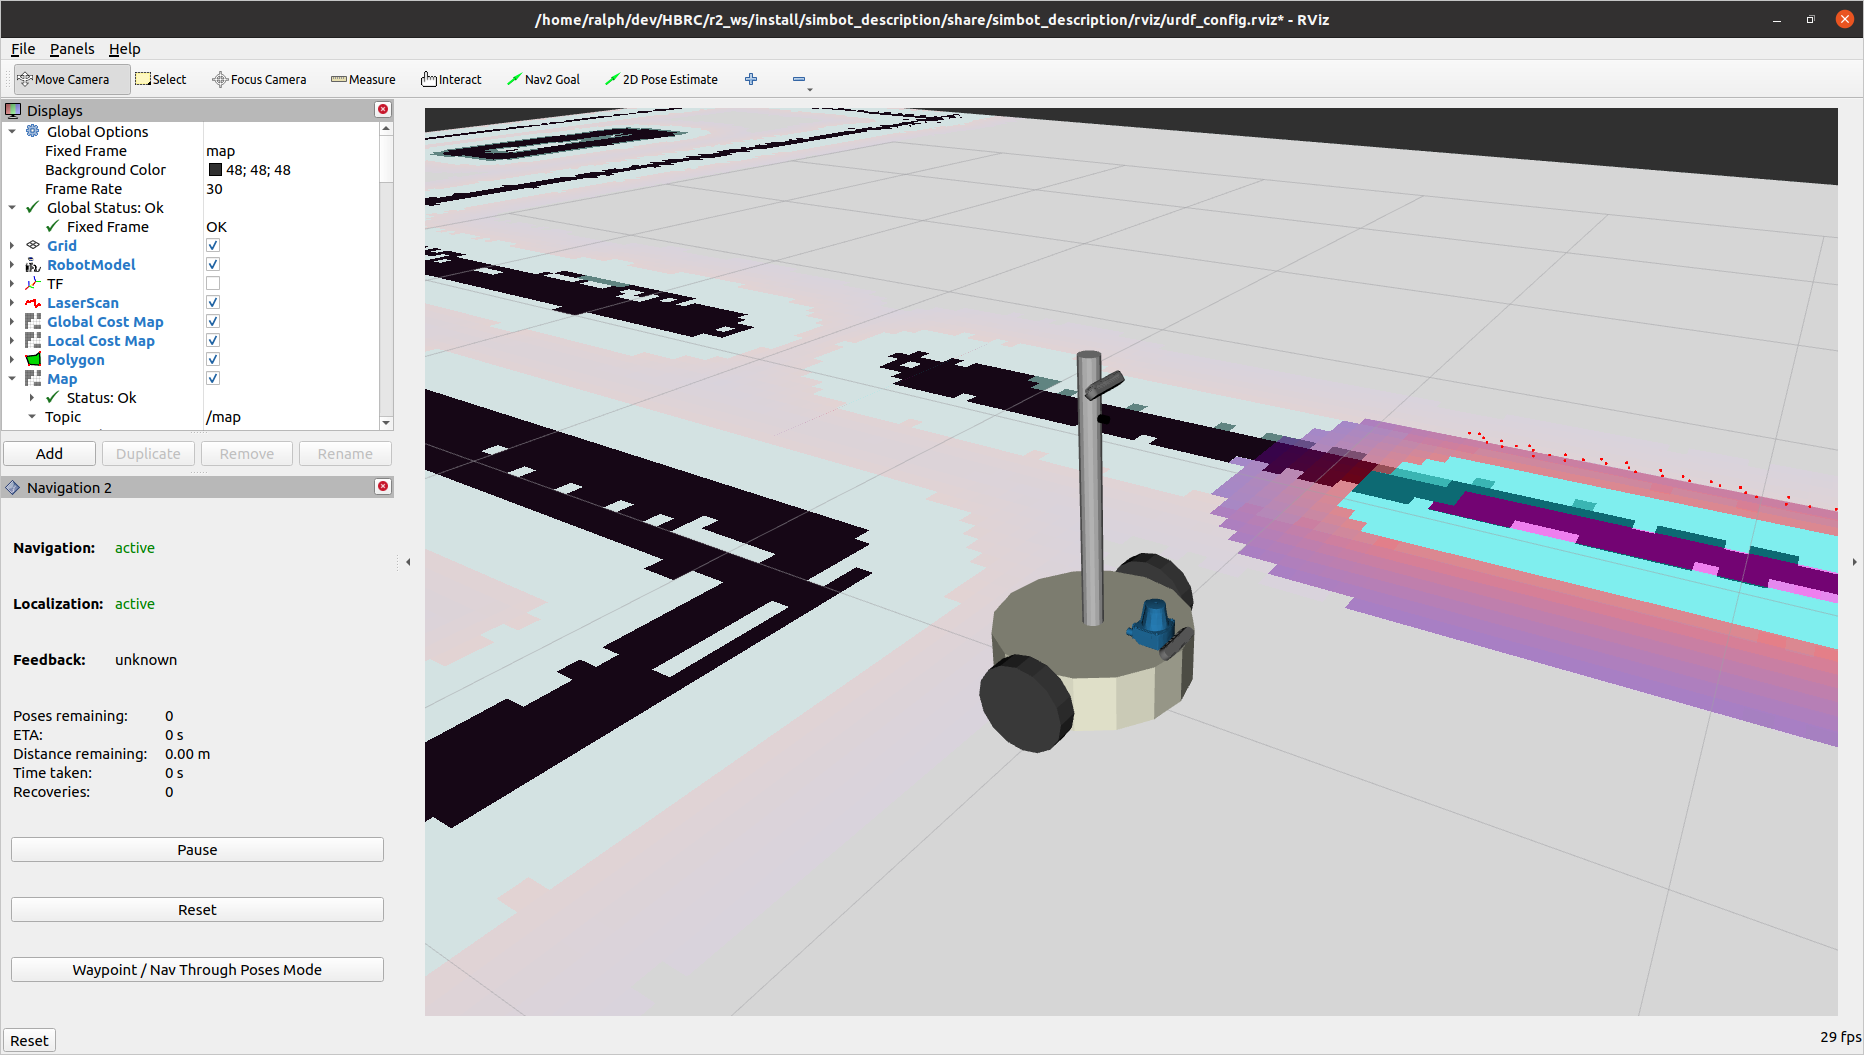 /home/ralph/dev/HBRC/r2_ws/install/simbot_description/share/simbot_description/rviz/urdf_config.rviz* - RViz
File Panels Help
Move Camera Select Focus Camera Measure Interact Nav2 Goal 2D Pose Estimate
Displays
Global Options
Fixed Frame map
Background Color 48; 48; 48
Frame Rate 30
Global Status: Ok
Fixed Frame OK
Grid
RobotModel
TF
LaserScan
Global Cost Map
Local Cost Map
Polygon
Map
Status: Ok
Topic /map
Add Duplicate Remove Rename
Navigation 2
Navigation: active
Localization: active
Feedback: unknown
Poses remaining: 0
ETA: 0 s
Distance remaining: 0.00 m
Time taken: 0 s
Recoveries: 0
Pause
Reset
Waypoint / Nav Through Poses Mode
Reset
29 fps